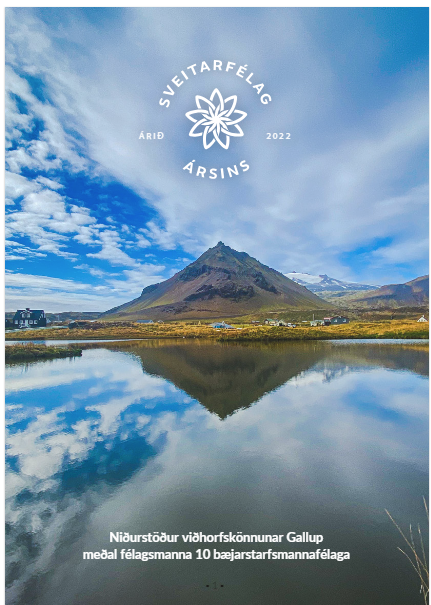 SVEITARFÉLAG
ÁRIÐ 2022
ÁRSINS
Niðurstöður viðhorfskönnunar Gallup
meðal félagsmanna 10 bæjarstarfsmannafélaga